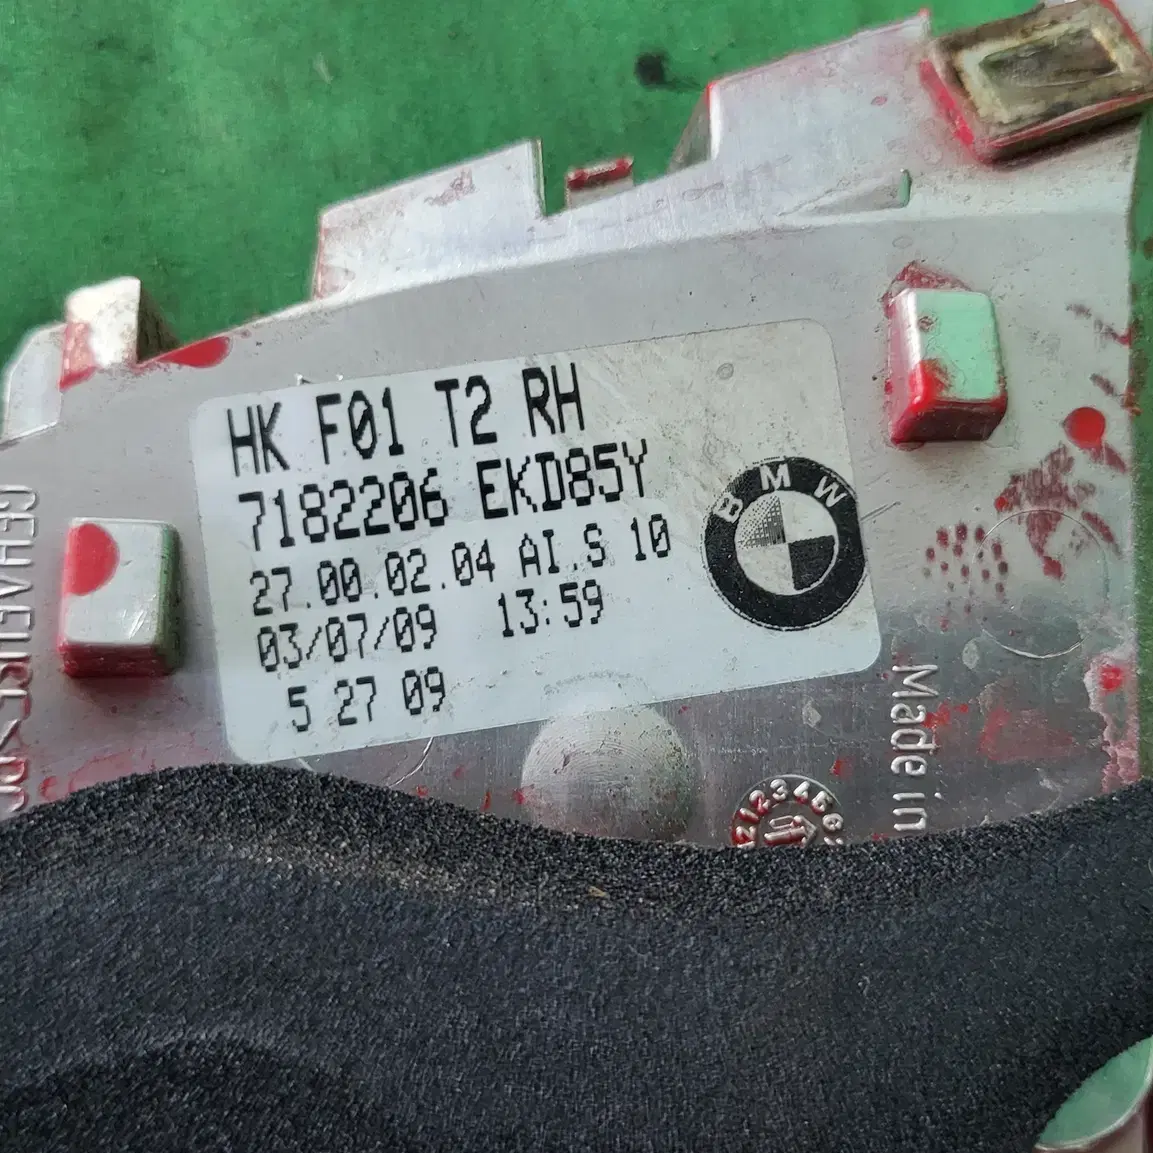 HK F01 T2 RH
7182206 EKD85Y
27.00.02.04 AI.S 10
03/07/09 13:59
5 27 09
BMW
GEHAEUSE
Made in